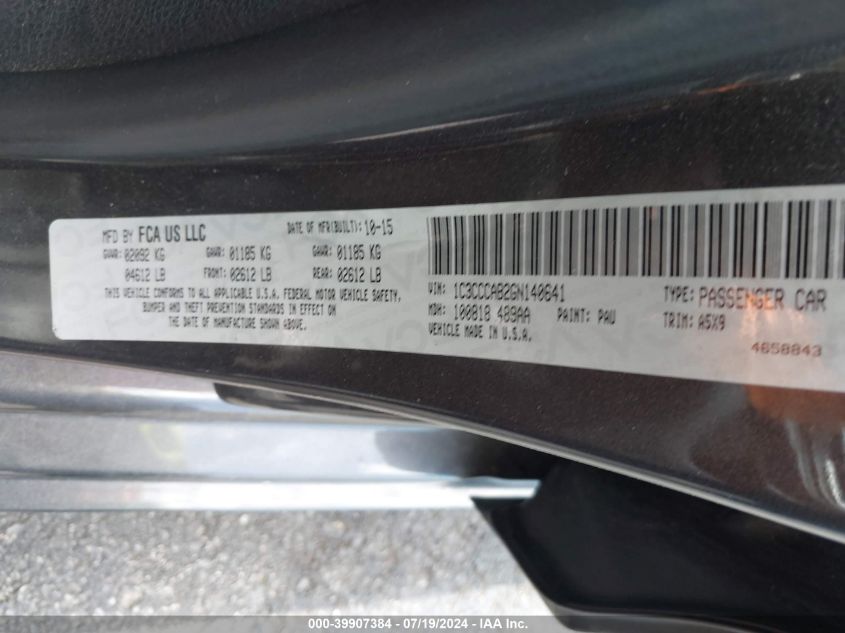 MFD BY FCA US LLC DATE OF MFR(BUILT): 10-15
GVWR: 02092 KG GAWR: 01185 KG GAWR: 01185 KG
04612 LB FRONT: 02612 LB REAR: 02612 LB
THIS VEHICLE CONFORMS TO ALL APPLICABLE U.S.A. FEDERAL MOTOR VEHICLE SAFETY,
BUMPER AND THEFT PREVENTION STANDARDS IN EFFECT ON
THE DATE OF MANUFACTURE SHOWN ABOVE.
VIN: 1C3CCCAB2GN140641 TYPE: PASSENGER CAR
MDH: 100818 489AA PAINT: PAU TRIM: A5X9
VEHICLE MADE IN U.S.A.
4658843
000-39907384 - 07/19/2024 - IAA Inc.